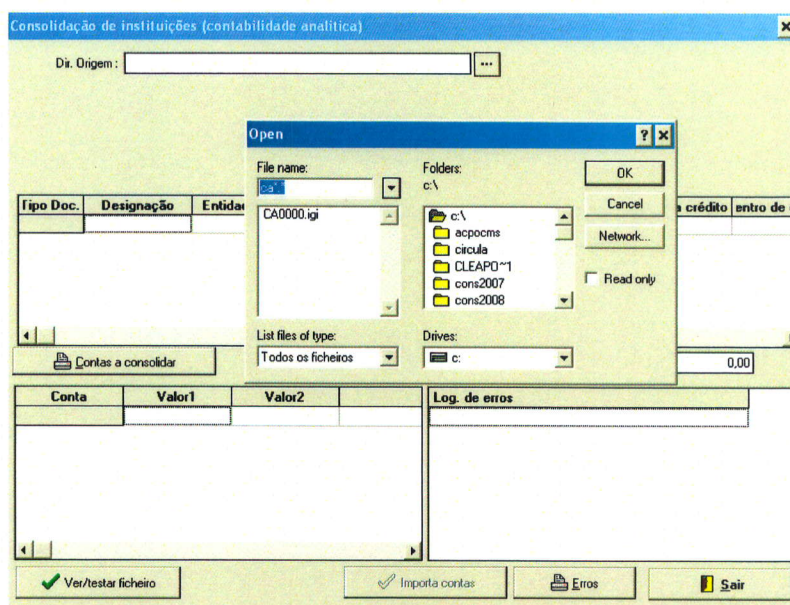 Consolidação de instituições (contabilidade analítica)
Dir. Origem :
...
Open
File name:
Folders:
c:\
OK
Cancel
Network...
Read only
CA0000.igi
c:\
acpocms
circula
CLEAPO~1
cons2007
cons2008
List files of type:
Todos os ficheiros
Drives:
c:
Tipo Doc. Designação Entida
crédito entro de
Contas a consolidar
0,00
Conta Valor1 Valor2
Log. de erros
Ver/testar ficheiro
Importa contas
Erros
Sair